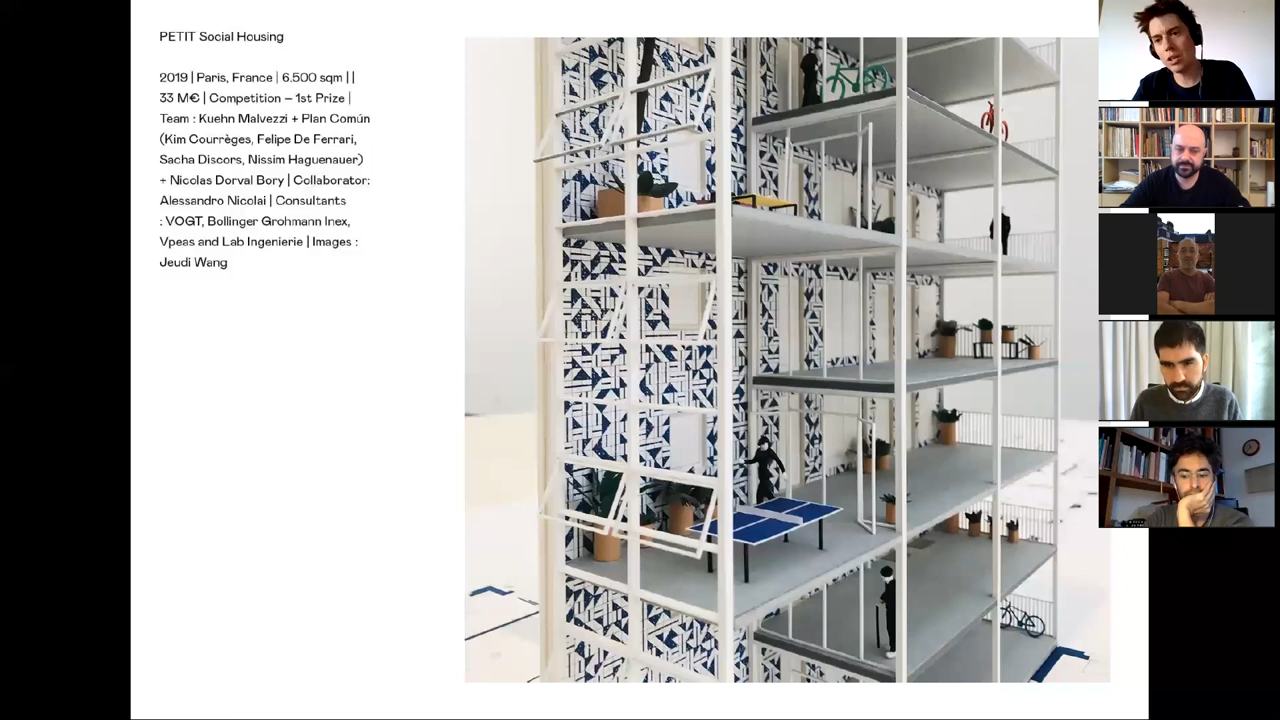 PETIT Social Housing
2019 | Paris, France | 6.500 sqm ||
33 M€ | Competition – 1st Prize |
Team : Kuehn Malvezzi + Plan Común
(Kim Courrèges, Felipe De Ferrari,
Sacha Discors, Nissim Haguenauer)
+ Nicolas Dorval Bory | Collaborator:
Alessandro Nicolai | Consultants
: VOGT, Bollinger Grohmann Inex,
Vpeas and Lab Ingenierie | Images :
Jeudi Wang